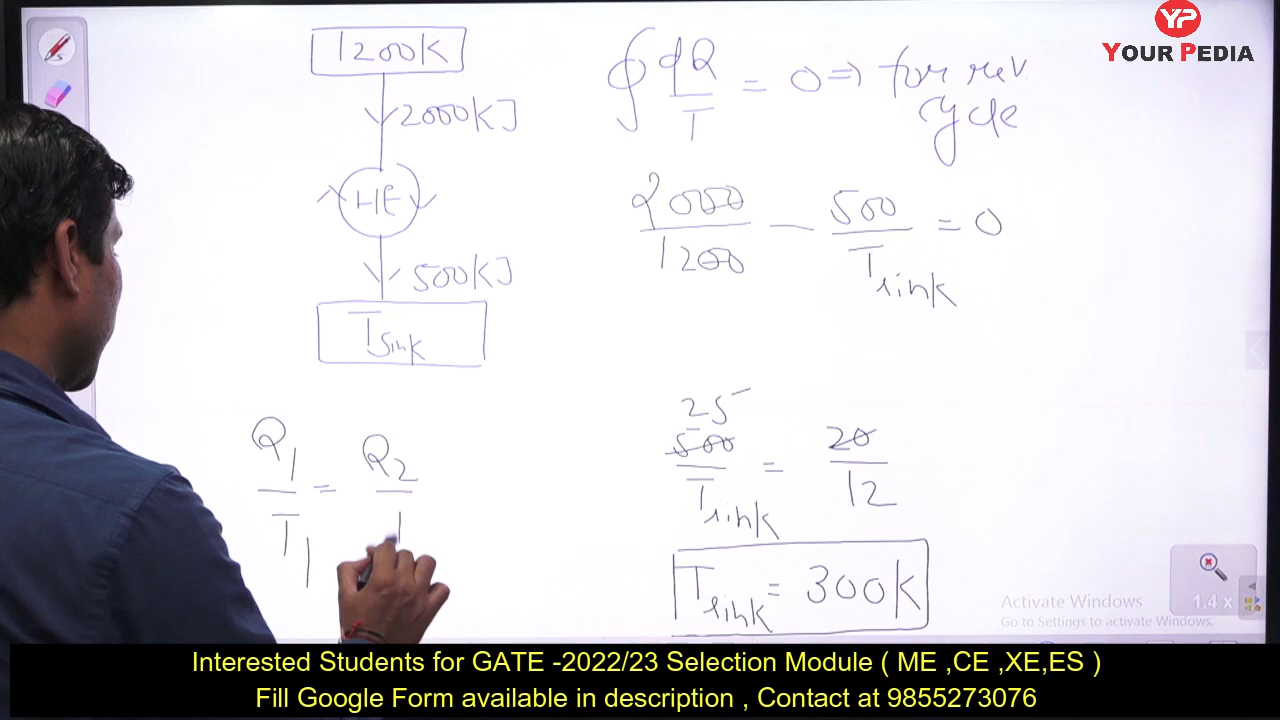 YP
YOUR PEDIA
1200K
2000KJ
HE
500KJ
Tsink
∮ dQ/T = 0 ⇒ for rev. cycle
2000/1200 - 500/Tsink = 0
25
500/Tsink = 20/12
Tsink = 300K
Q1/T1 = Q2/
1.4 x
Activate Windows
Go to Settings to activate Windows.
Interested Students for GATE -2022/23 Selection Module ( ME ,CE ,XE,ES )
Fill Google Form available in description , Contact at 9855273076